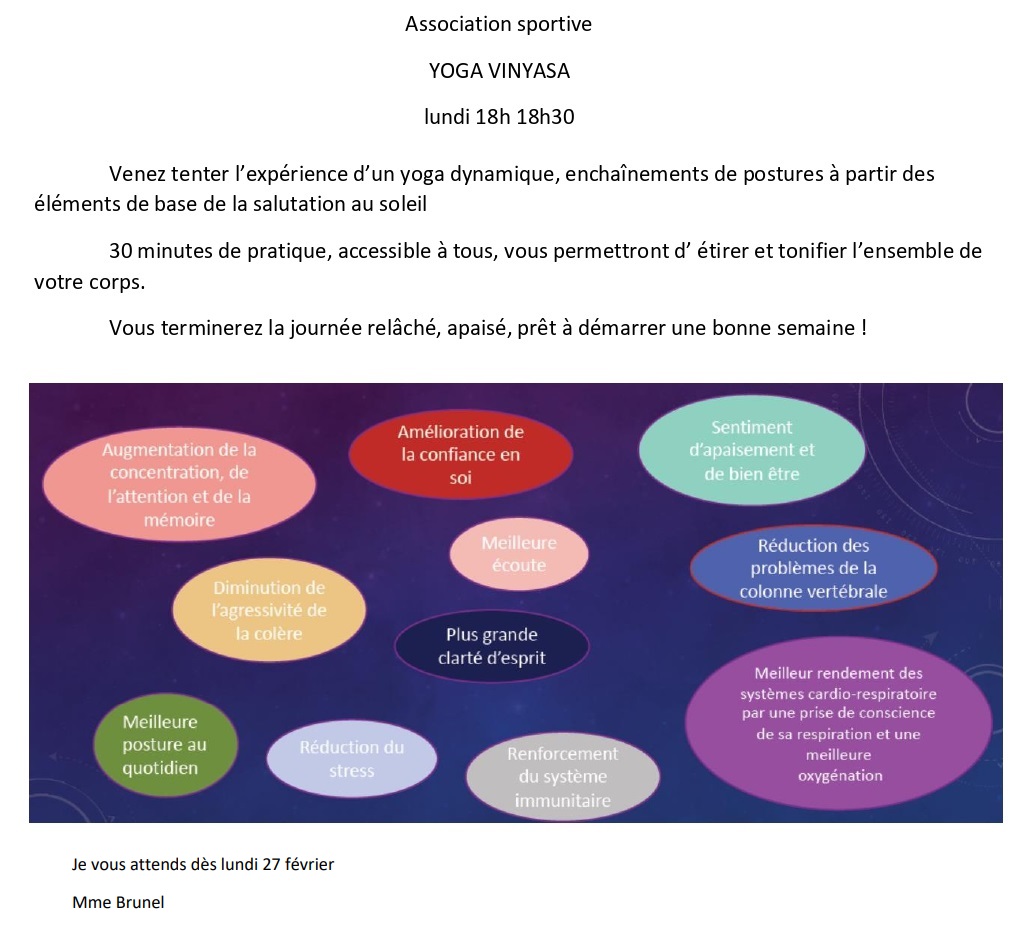 Association sportive
YOGA VINYASA
lundi 18h 18h30
Venez tenter l’expérience d’un yoga dynamique, enchaînements de postures à partir des
éléments de base de la salutation au soleil
30 minutes de pratique, accessible à tous, vous permettront d’ étirer et tonifier l’ensemble de
votre corps.
Vous terminerez la journée relâché, apaisé, prêt à démarrer une bonne semaine !
Augmentation de la
concentration, de
l’attention et de la
mémoire
Amélioration de
la confiance en
soi
Sentiment
d’apaisement et
de bien être
Meilleure
écoute
Réduction des
problèmes de la
colonne vertébrale
Diminution de
l’agressivité de
la colère
Plus grande
clarté d’esprit
Meilleur rendement des
systèmes cardio-respiratoire
par une prise de conscience
de sa respiration et une
meilleure
oxygénation
Meilleure
posture au
quotidien
Réduction du
stress
Renforcement
du système
immunitaire
Je vous attends dès lundi 27 février
Mme Brunel